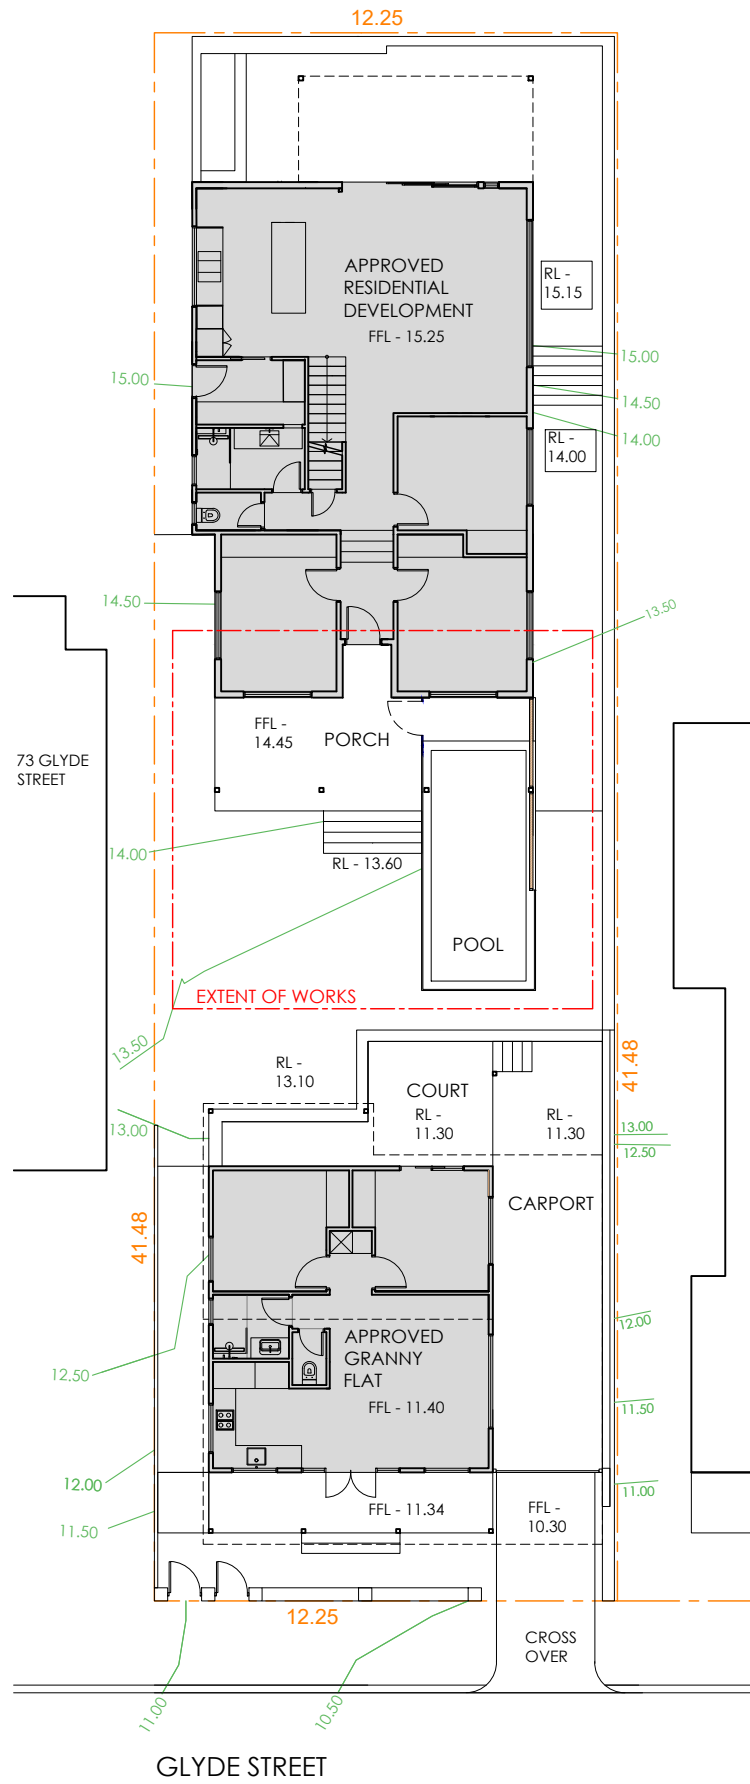 12.25
APPROVED
RESIDENTIAL
DEVELOPMENT
FFL - 15.25
RL -
15.15
15.00
15.00
14.50
14.00
RL -
14.00
14.50
13.50
FFL -
14.45
PORCH
73 GLYDE
STREET
14.00
RL - 13.60
POOL
EXTENT OF WORKS
13.50
41.48
RL -
13.10
COURT
RL -
11.30
RL -
11.30
13.00
13.00
12.50
CARPORT
41.48
12.00
APPROVED
GRANNY
FLAT
12.50
FFL - 11.40
11.50
12.00
11.00
11.50
FFL - 11.34
FFL -
10.30
12.25
CROSS
OVER
11.00
10.50
GLYDE STREET